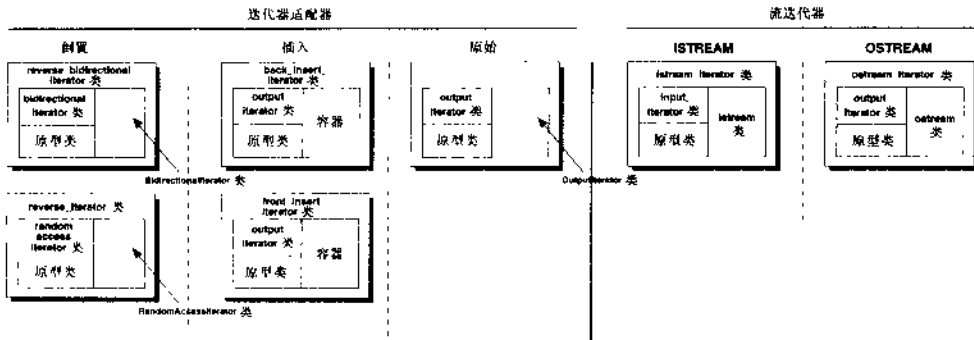 迭代器适配器
流迭代器
倒置
插入
原始
ISTREAM
OSTREAM
reverse_bidirectional
iterator 类
bidirectional
iterator 类
原型类
BidirectionalIterator 类
back_insert_
iterator 类
output
iterator 类
原型类
容器
output
iterator 类
原型类
OutputIterator 类
istream_iterator 类
input_
iterator 类
原型类
istream
类
ostream_iterator 类
output
iterator 类
原型类
ostream
类
reverse_iterator 类
random
access
iterator 类
原型类
RandomAccessIterator 类
front_insert
iterator 类
output
iterator 类
原型类
容器